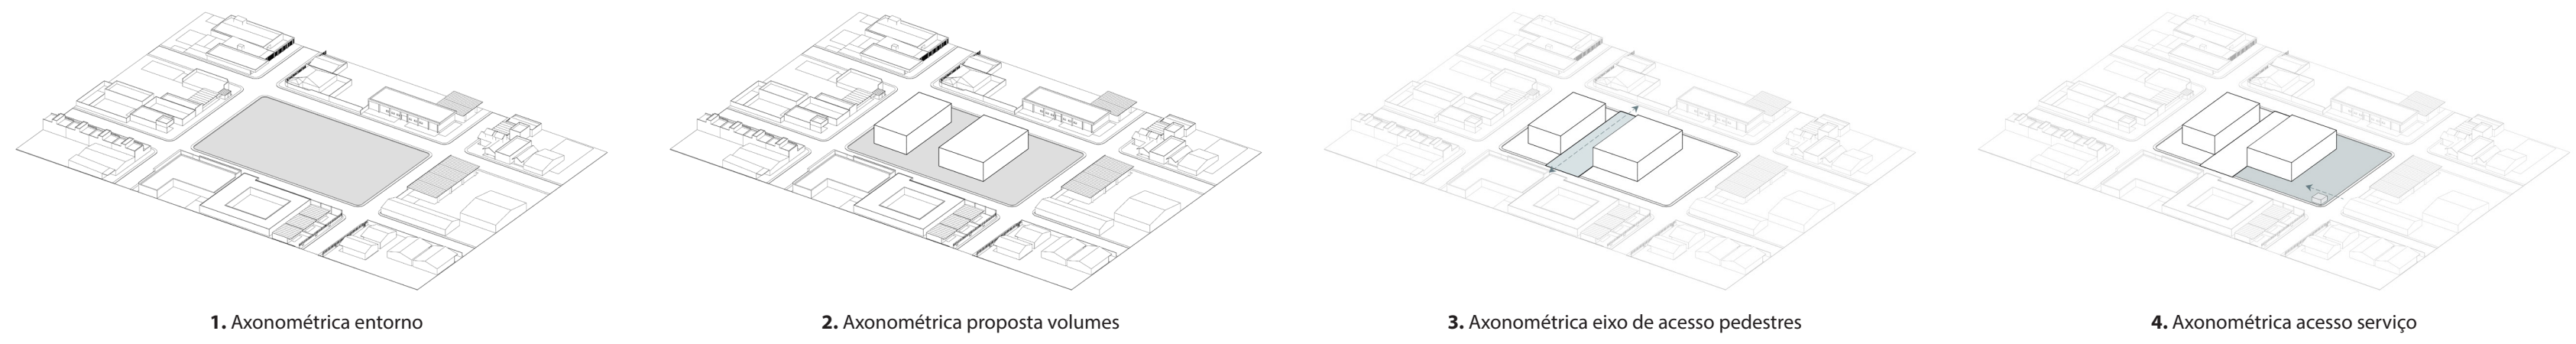 1. Axonométrica entorno
2. Axonométrica proposta volumes
3. Axonométrica eixo de acesso pedestres
4. Axonométrica acesso serviço